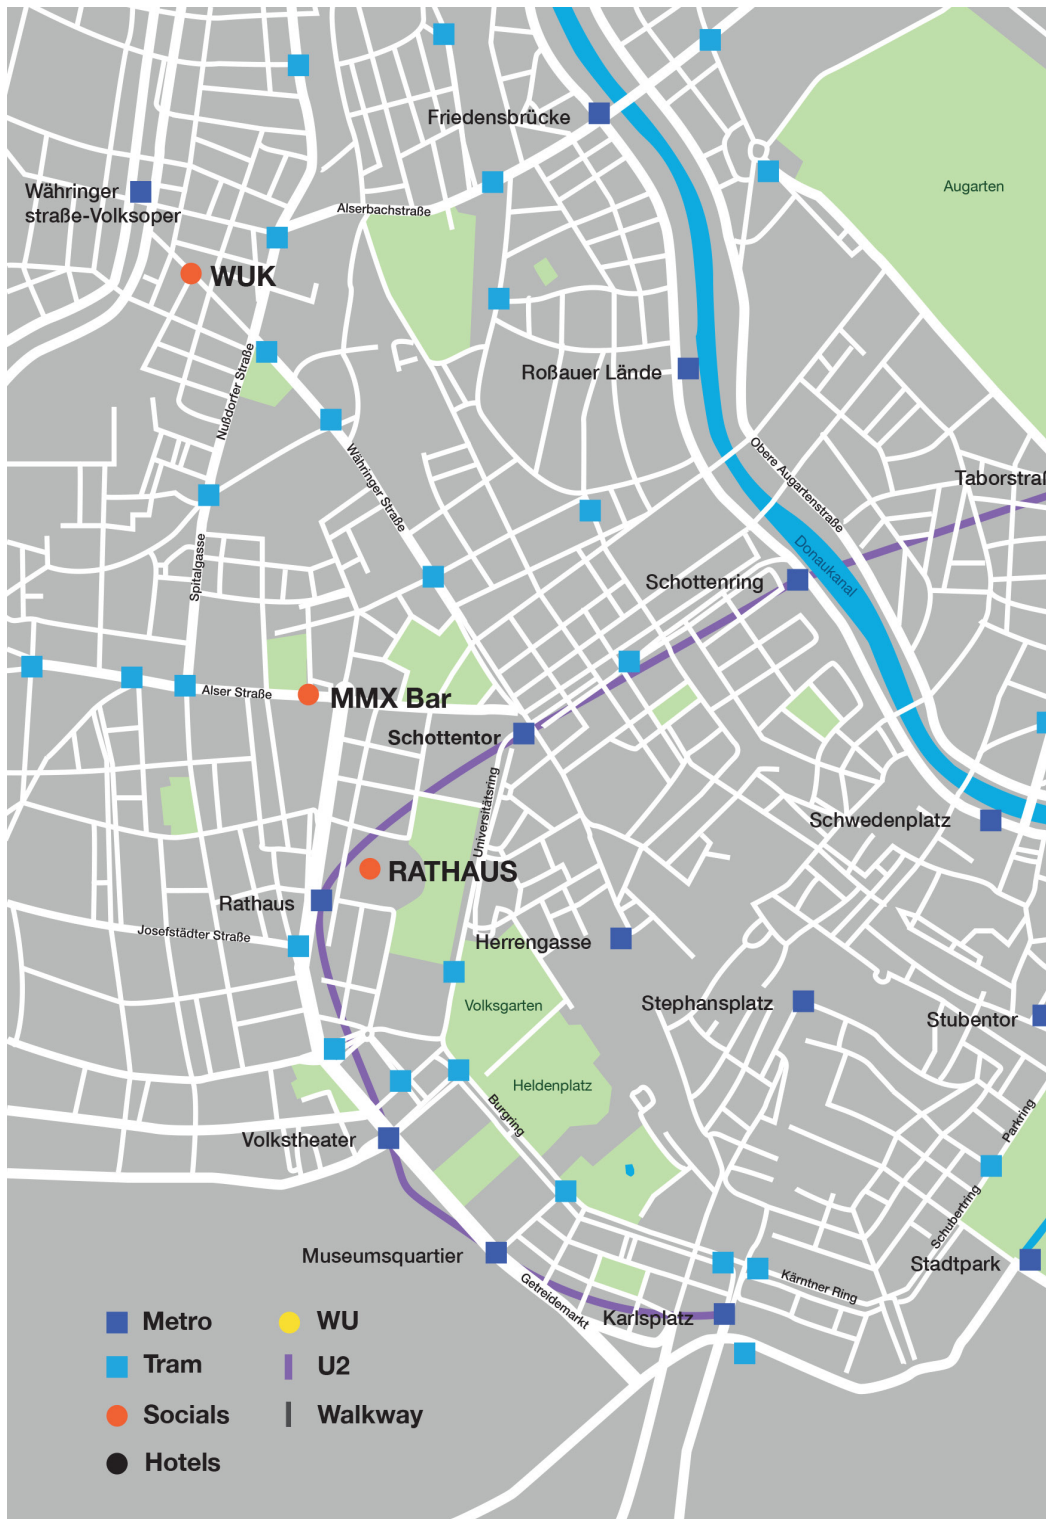 Friedensbrücke
Währinger
straße-Volksoper
Alserbachstraße
Augarten
WUK
Roßauer Lände
Nußdorfer Straße
Währinger Straße
Obere Augartenstraße
Taborstraß
Donaukanal
Spitalgasse
Schottenring
Alser Straße
MMX Bar
Schottentor
Universitätsring
Schwedenplatz
RATHAUS
Rathaus
Josefstädter Straße
Herrengasse
Volksgarten
Stephansplatz
Stubentor
Heldenplatz
Burgring
Parkring
Volkstheater
Schubertring
Museumsquartier
Stadtpark
Getreidemarkt
Kärntner Ring
Karlsplatz
Metro
WU
Tram
U2
Socials
Walkway
Hotels